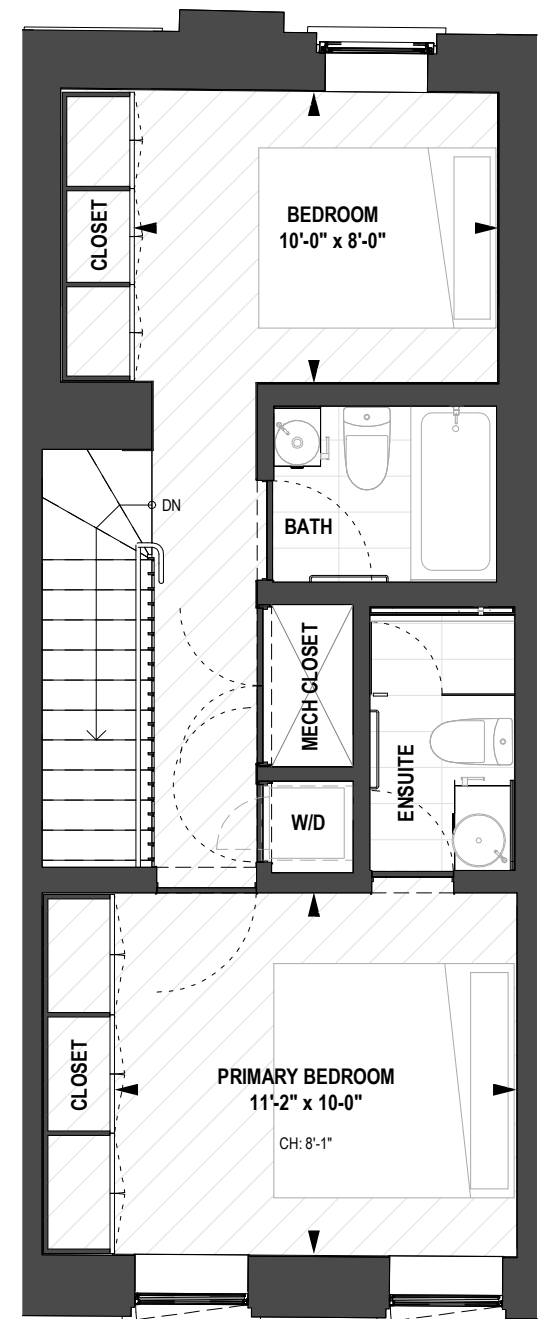 CLOSET
BEDROOM
10'-0" x 8'-0"
DN
BATH
MECH CLOSET
ENSUITE
W/D
CLOSET
PRIMARY BEDROOM
11'-2" x 10-0"
CH: 8'-1"